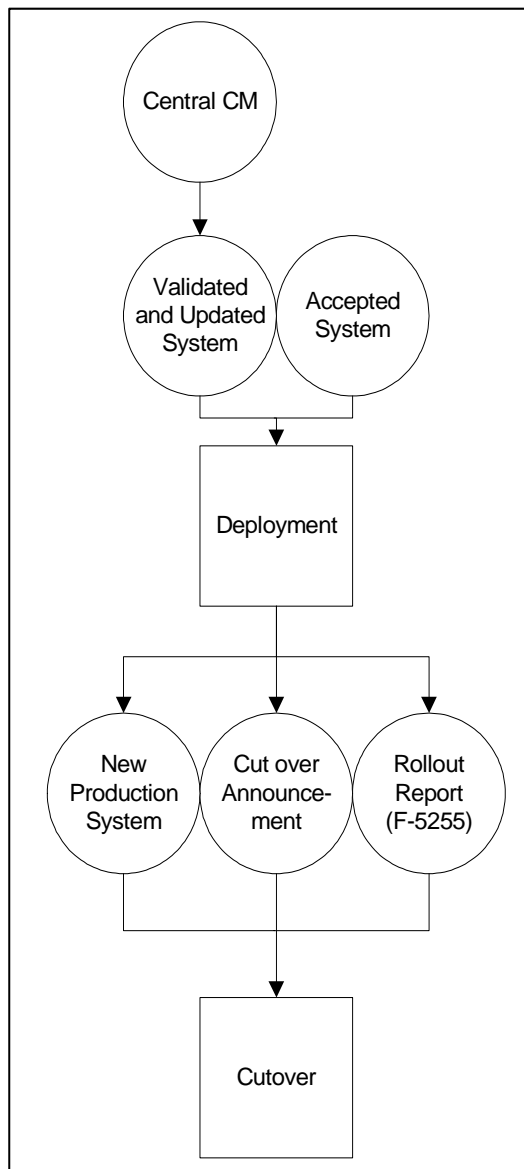 Central CM
Validated
and Updated
System
Accepted
System
Deployment
New
Production
System
Cut over
Announce-
ment
Rollout
Report
(F-5255)
Cutover